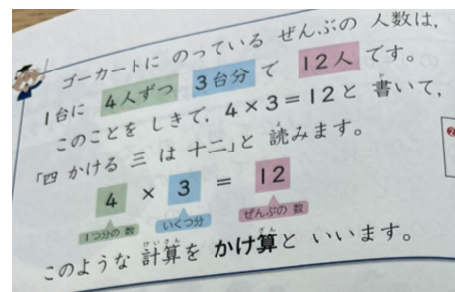 ゴーカートに のっている ぜんぶの 人数は,
1台に 4人ずつ 3台分 で 12人 です。
このことを しきで, 4×3=12と 書いて,
「四 かける 三 は 十二」と 読みます。
4 × 3 = 12
1つ分の数 いくつ分 ぜんぶの 数
このような 計算を かけ算と いいます。